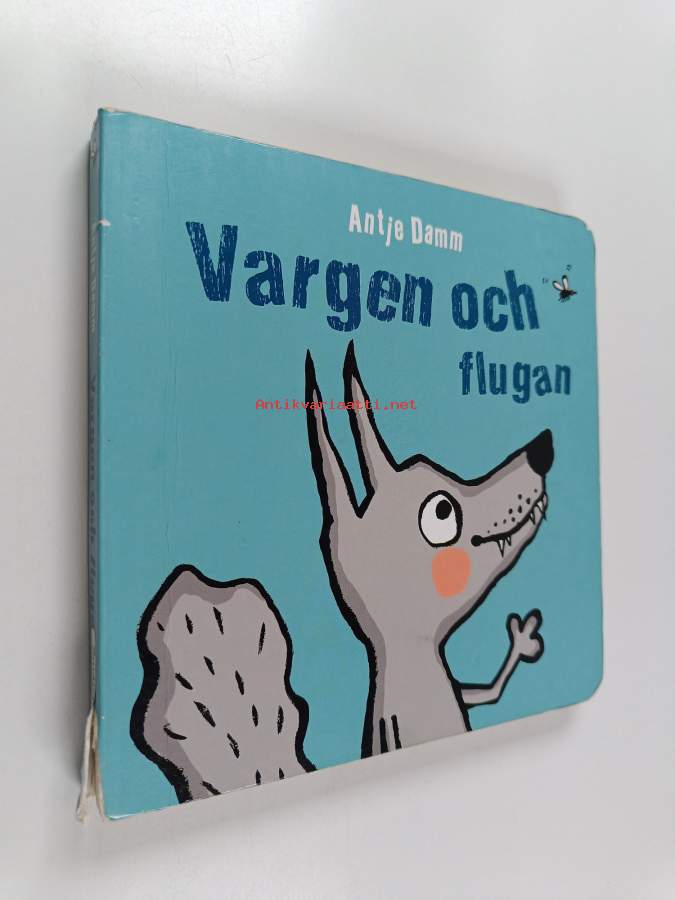 Antje Damm
Vargen och
flugan
Antikvariaatti.net